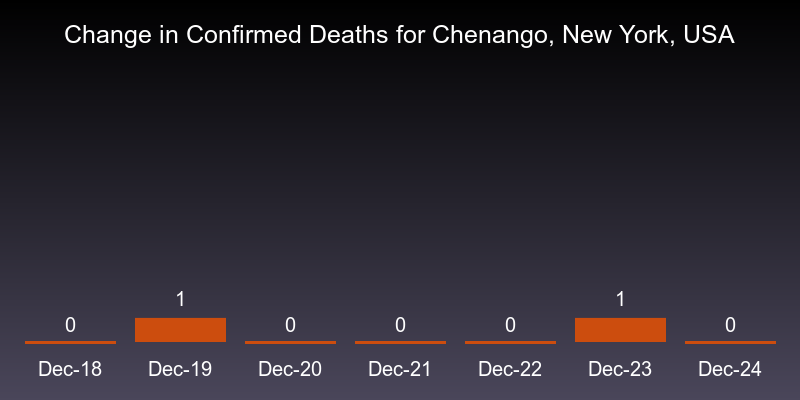 Change in Confirmed Deaths for Chenango, New York, USA
0 1 0 0 0 1 0
Dec-18 Dec-19 Dec-20 Dec-21 Dec-22 Dec-23 Dec-24